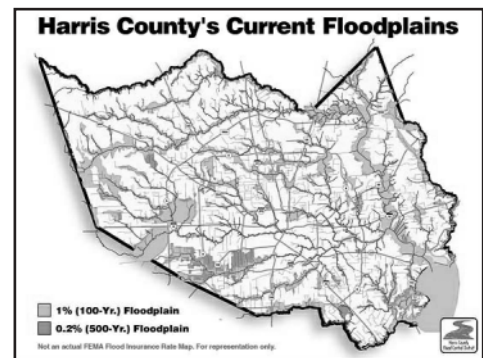 Harris County's Current Floodplains
1% (100-Yr.) Floodplain
0.2% (500-Yr.) Floodplain
Not an actual FEMA Flood Insurance Rate Map. For representation only.